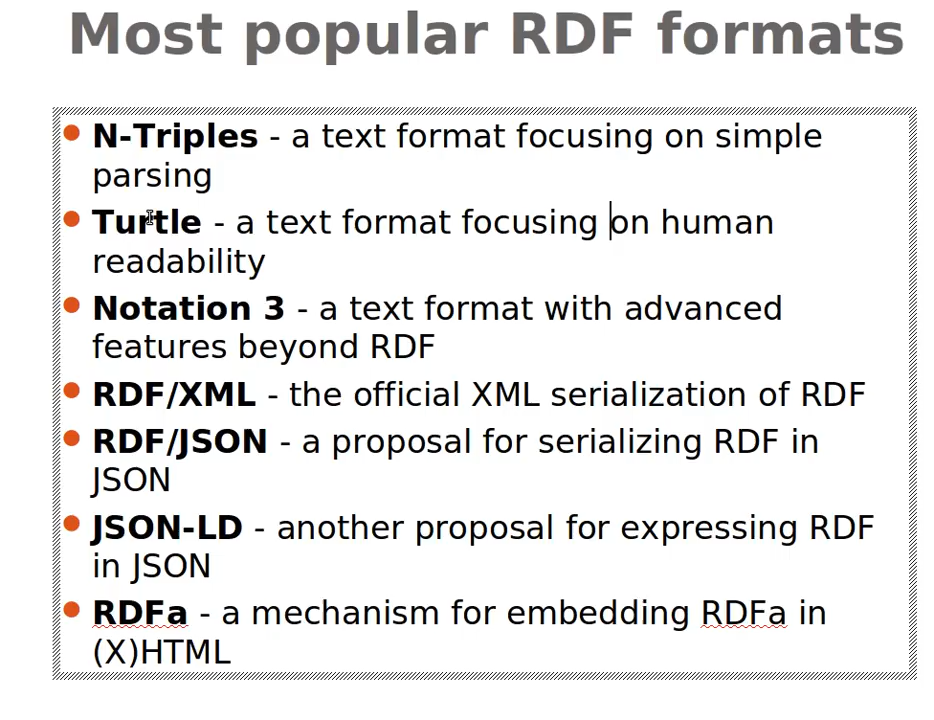 Most popular RDF formats
N-Triples - a text format focusing on simple
parsing
Turtle - a text format focusing on human
readability
Notation 3 - a text format with advanced
features beyond RDF
RDF/XML - the official XML serialization of RDF
RDF/JSON - a proposal for serializing RDF in
JSON
JSON-LD - another proposal for expressing RDF
in JSON
RDFa - a mechanism for embedding RDFa in
(X)HTML